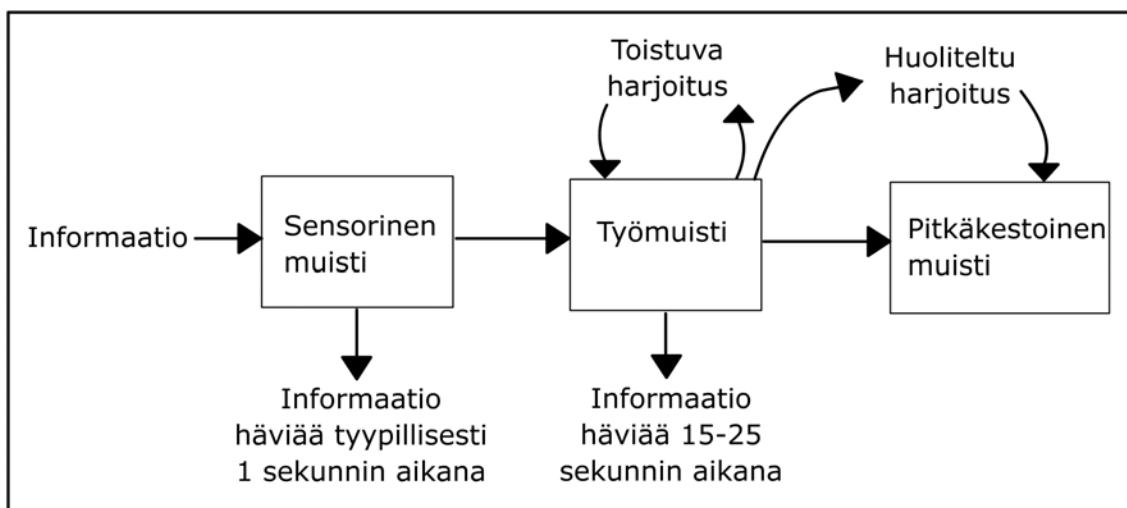 Toistuva
harjoitus
Huoliteltu
harjoitus
Informaatio
Sensorinen
muisti
Työmuisti
Pitkäkestoinen
muisti
Informaatio
häviää tyypillisesti
1 sekunnin aikana
Informaatio
häviää 15-25
sekunnin aikana